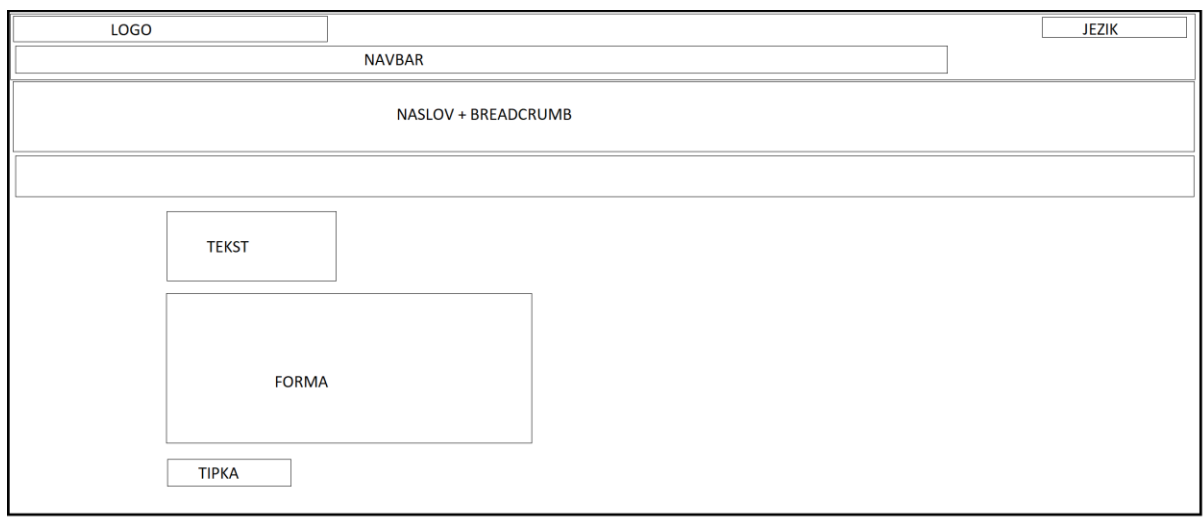 LOGO
JEZIK
NAVBAR
NASLOV + BREADCRUMB
TEKST
FORMA
TIPKA